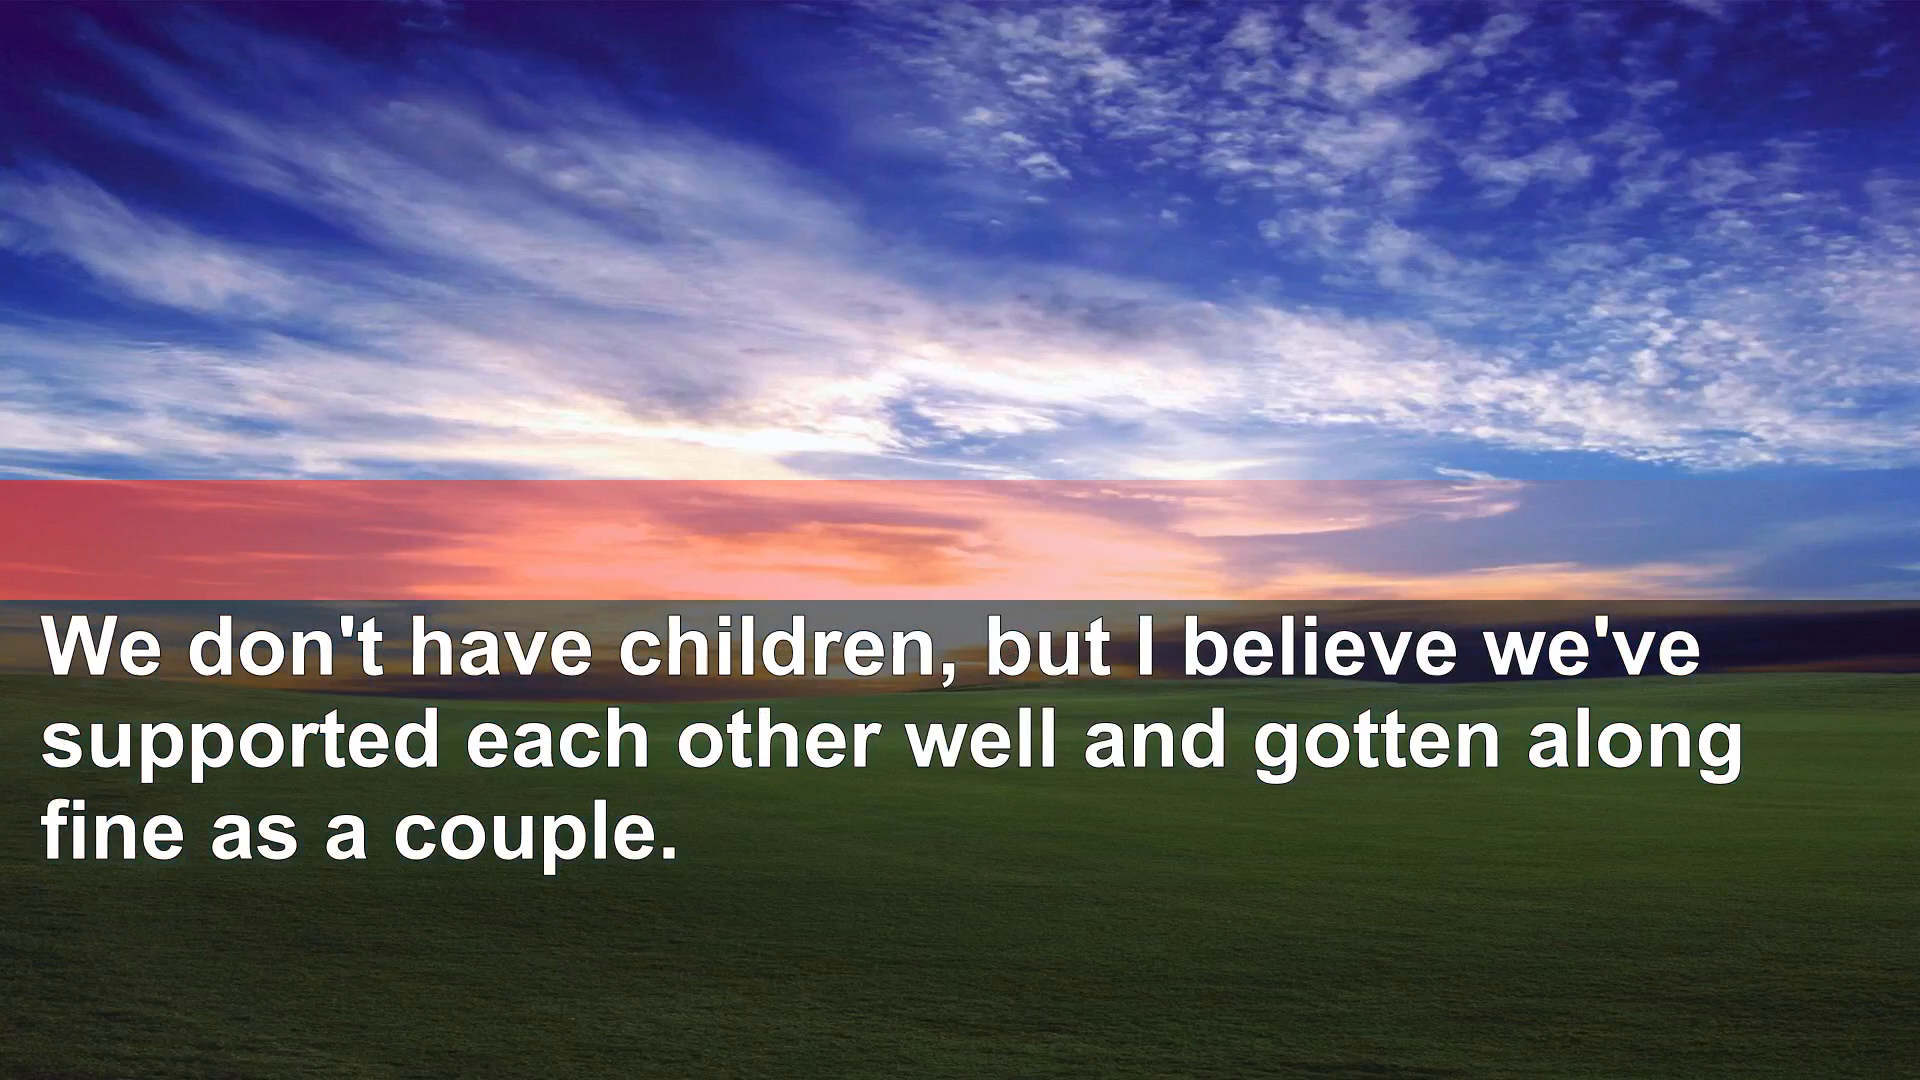 We don't have children, but I believe we've
supported each other well and gotten along
fine as a couple.